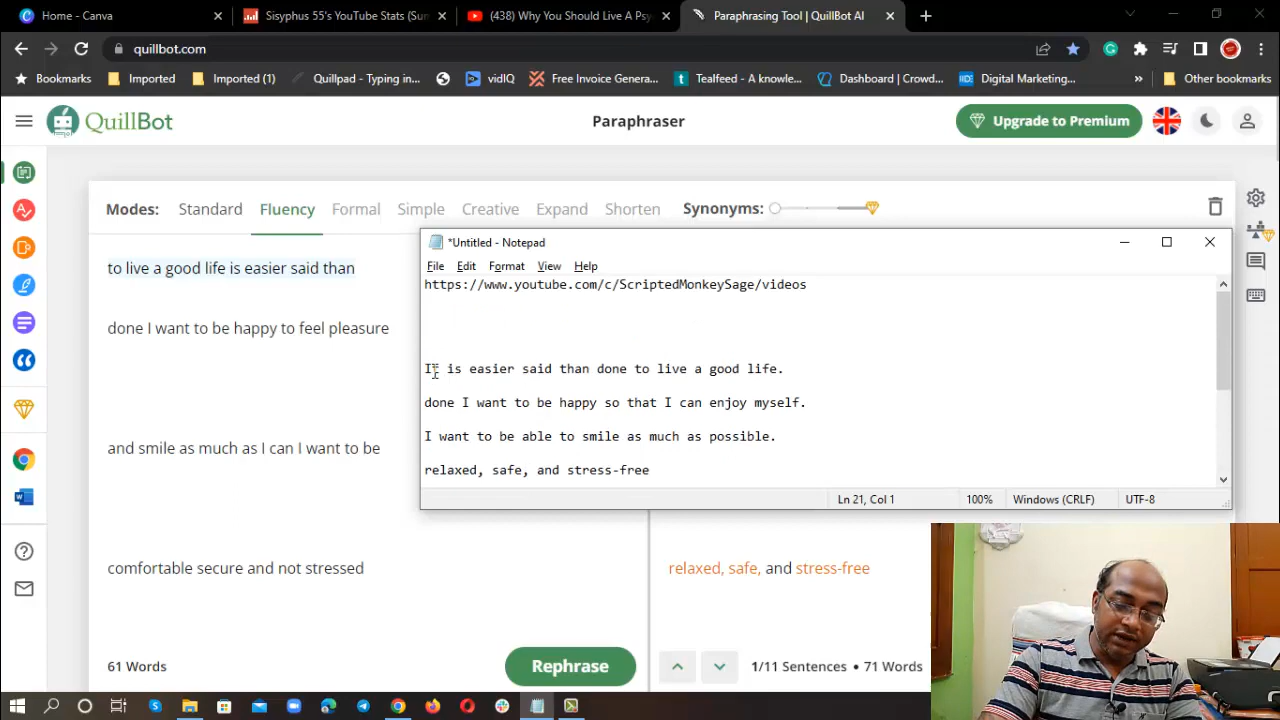 Home - Canva
Sisyphus 55's YouTube Stats (Sun
(438) Why You Should Live A Psy
Paraphrasing Tool | QuillBot AI
quillbot.com
Bookmarks
Imported
Imported (1)
Quillpad - Typing in...
vidIQ
Free Invoice Genera...
Tealfeed - A knowle...
Dashboard | Crowd...
Digital Marketing...
»
Other bookmarks
QuillBot
Paraphraser
Upgrade to Premium
Modes:
Standard
Fluency
Formal
Simple
Creative
Expand
Shorten
Synonyms:
to live a good life is easier said than
done I want to be happy to feel pleasure
and smile as much as I can I want to be
comfortable secure and not stressed
*Untitled - Notepad
File
Edit
Format
View
Help
https://www.youtube.com/c/ScriptedMonkeySage/videos
It is easier said than done to live a good life.
done I want to be happy so that I can enjoy myself.
I want to be able to smile as much as possible.
relaxed, safe, and stress-free
Ln 21, Col 1
100%
Windows (CRLF)
UTF-8
relaxed, safe, and stress-free
61 Words
Rephrase
1/11 Sentences • 71 Words